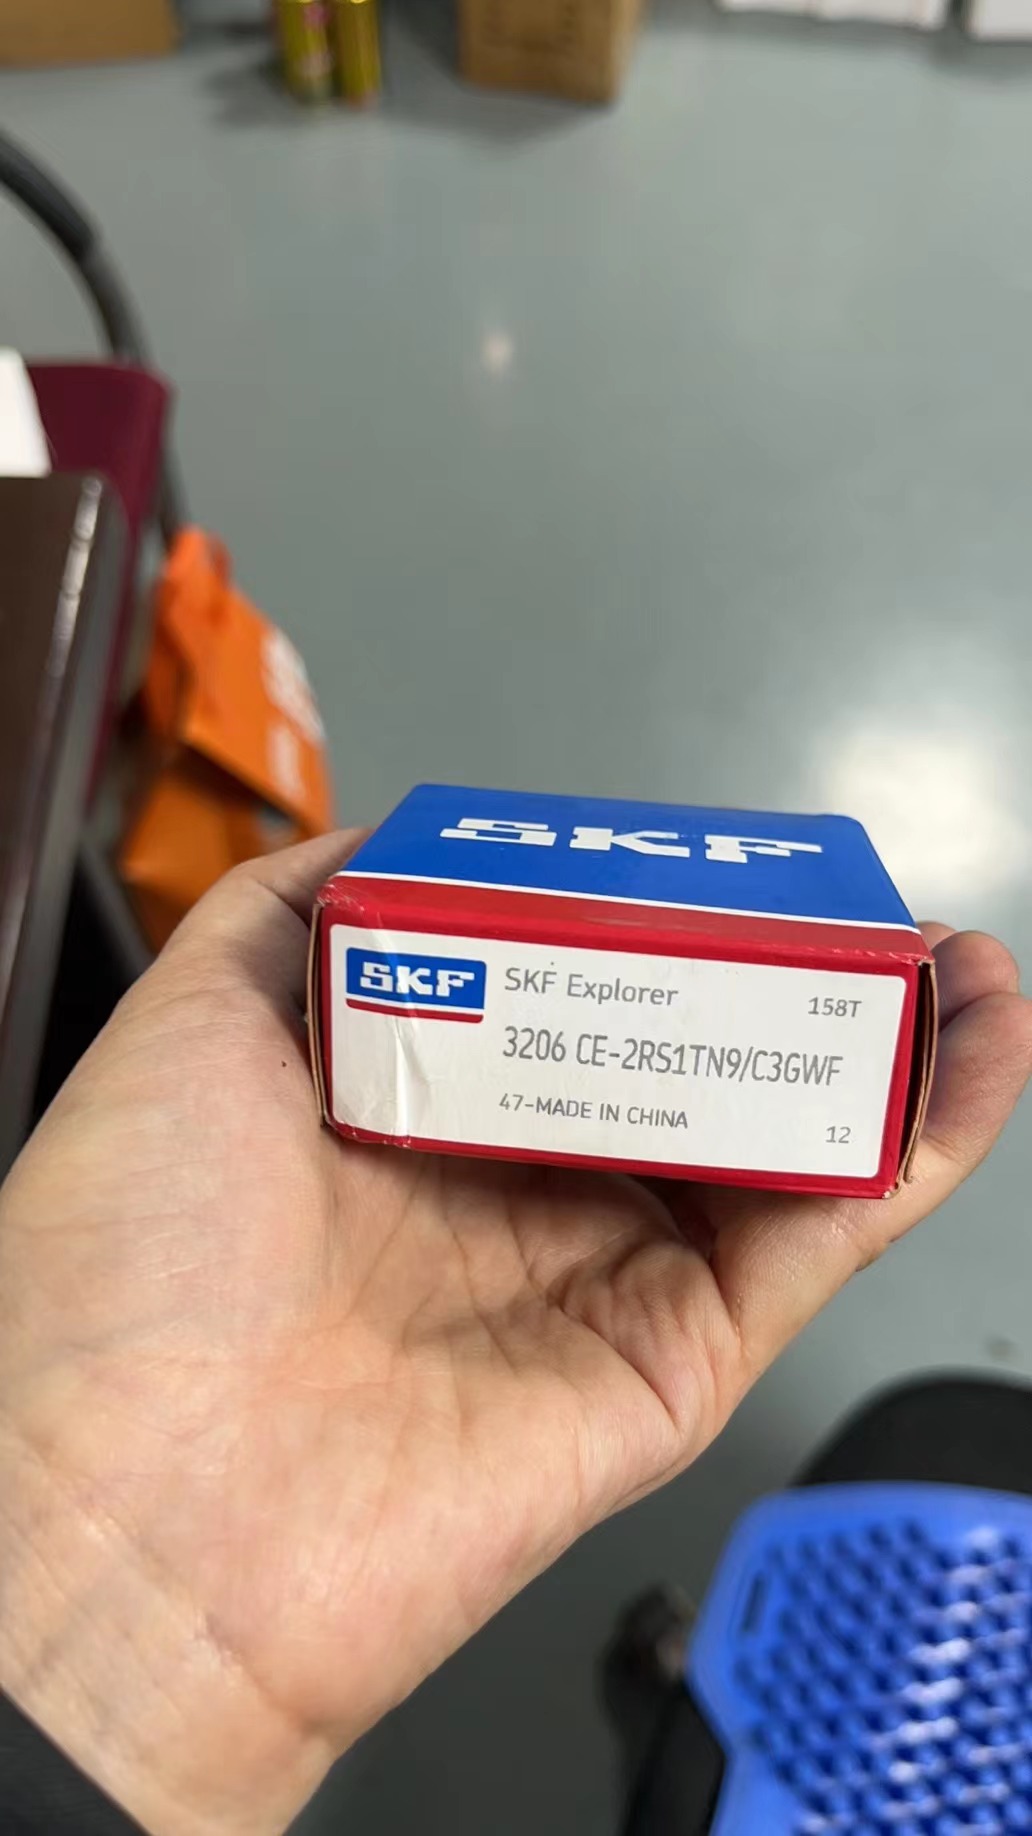 SKF
SKF
SKF Explorer
158T
3206 CE-2RS1TN9/C3GWF
47-MADE IN CHINA
12